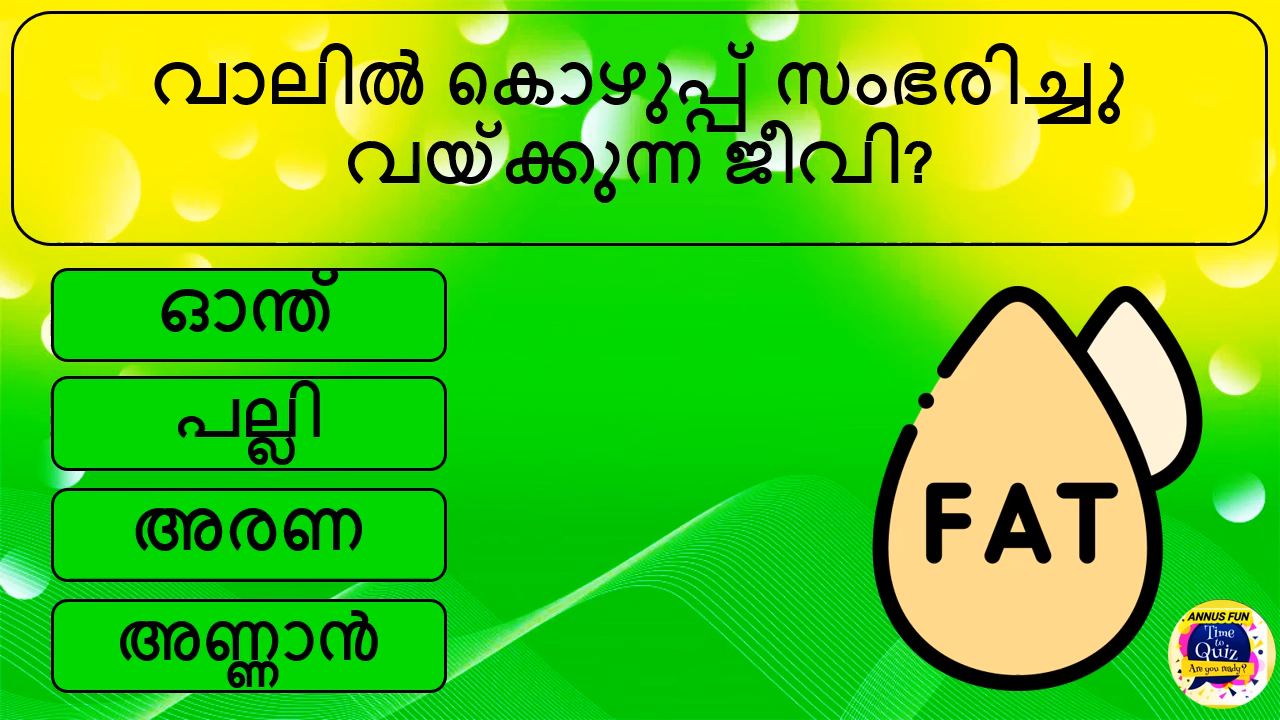 വാലിൽ കൊഴുപ്പ് സംഭരിച്ചു
വയ്ക്കുന്ന ജീവി?
ഓന്ത്
പല്ലി
അരണ
അണ്ണാൻ
FAT
ANNUS FUN
Time
to
Quiz
Are you ready?